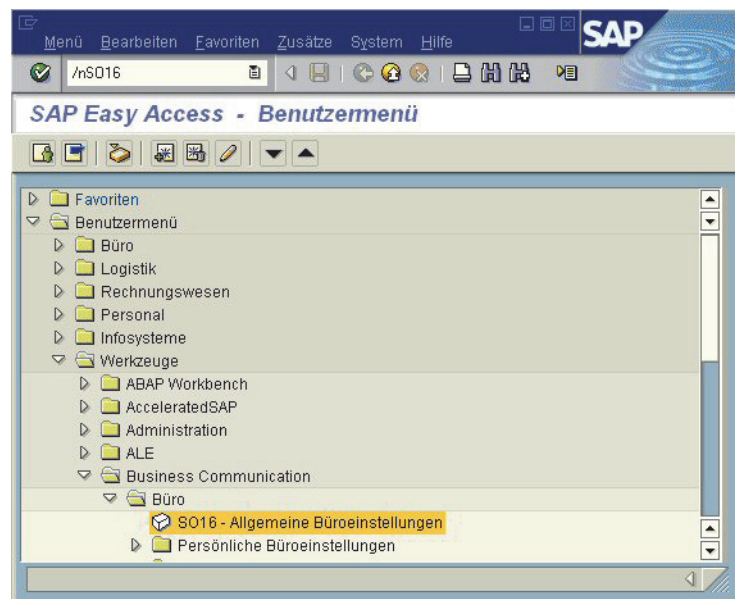 Menü Bearbeiten Favoriten Zusätze System Hilfe
SAP
/nSO16
SAP Easy Access - Benutzermenü
Favoriten
Benutzermenü
Büro
Logistik
Rechnungswesen
Personal
Infosysteme
Werkzeuge
ABAP Workbench
AcceleratedSAP
Administration
ALE
Business Communication
Büro
SO16 - Allgemeine Büroeinstellungen
Persönliche Büroeinstellungen